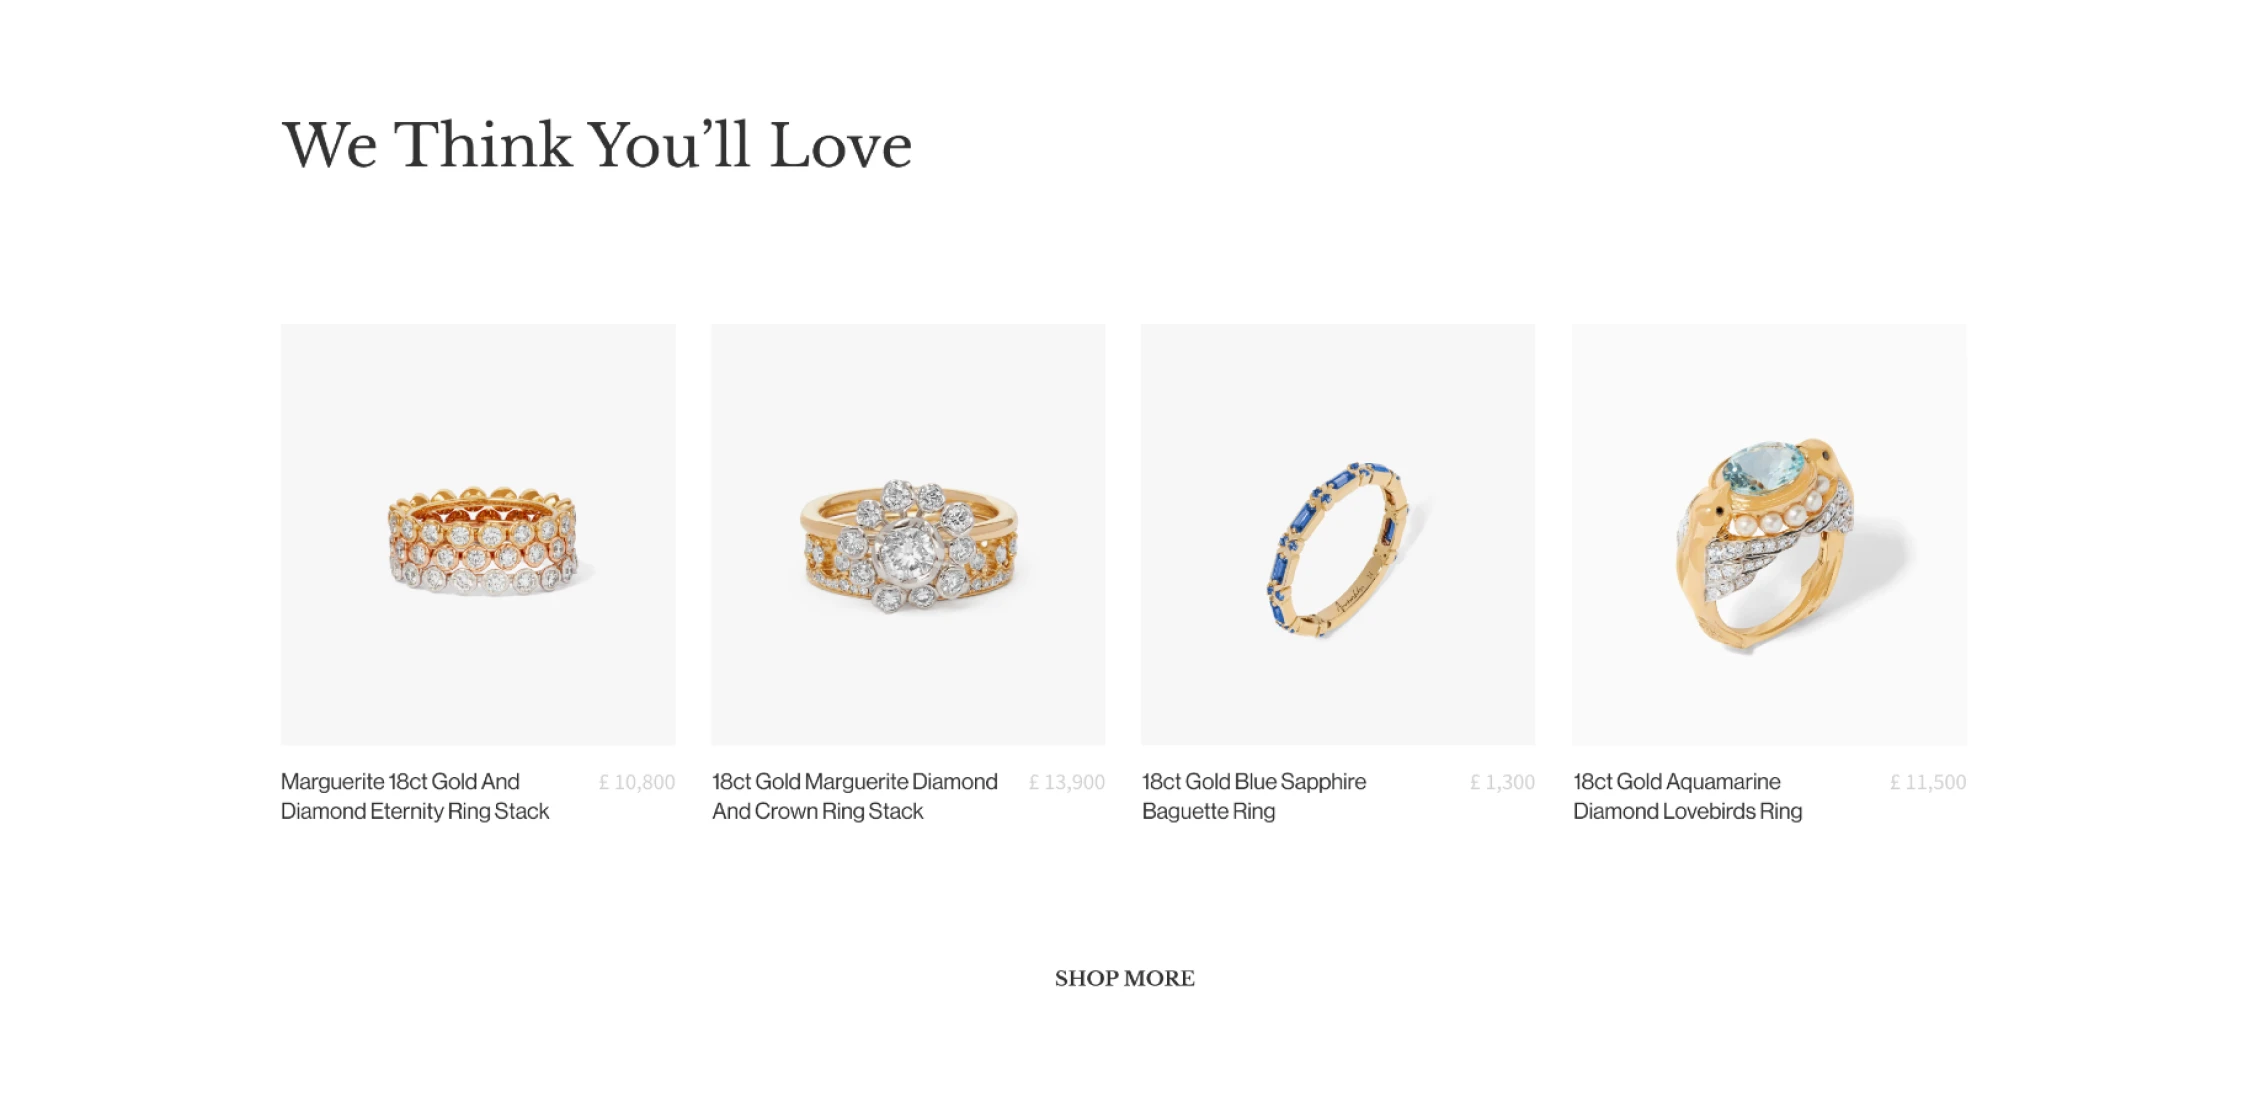 We Think You’ll Love
Marguerite 18ct Gold And
Diamond Eternity Ring Stack
£ 10,800
18ct Gold Marguerite Diamond
And Crown Ring Stack
£ 13,900
18ct Gold Blue Sapphire
Baguette Ring
£ 1,300
18ct Gold Aquamarine
Diamond Lovebirds Ring
£ 11,500
SHOP MORE